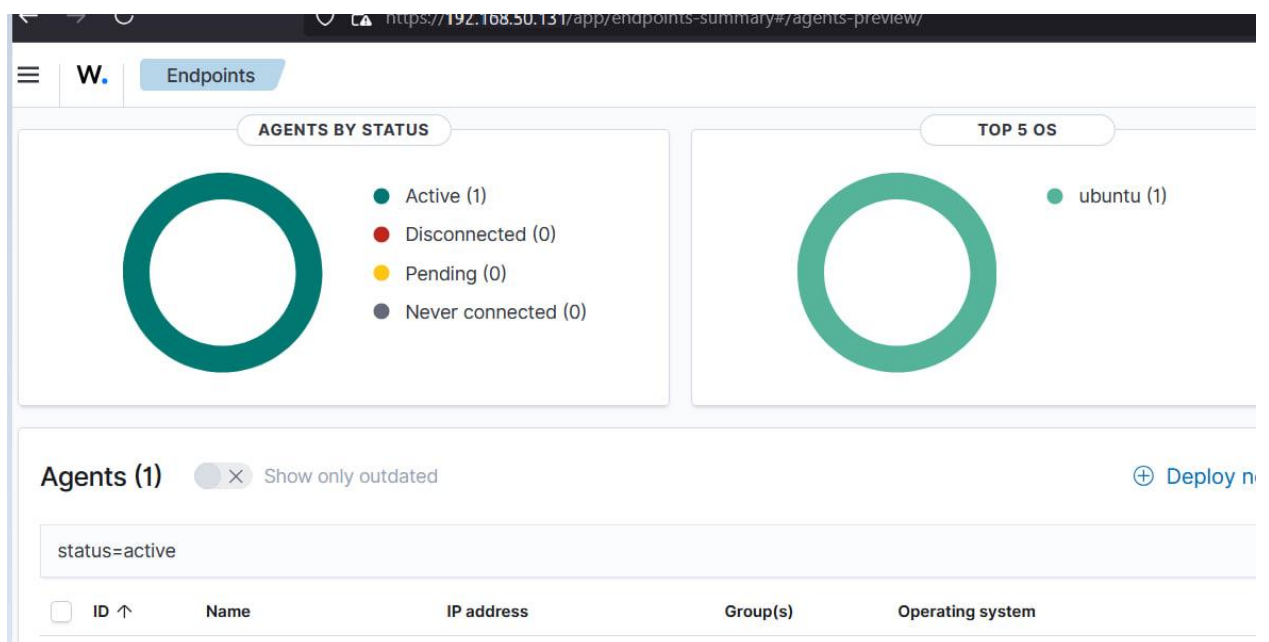 https://192.168.50.131/app/endpoints-summary#/agents-preview/
W. Endpoints
AGENTS BY STATUS
Active (1)
Disconnected (0)
Pending (0)
Never connected (0)
TOP 5 OS
ubuntu (1)
Agents (1) Show only outdated Deploy
status=active
ID ↑ Name IP address Group(s) Operating system